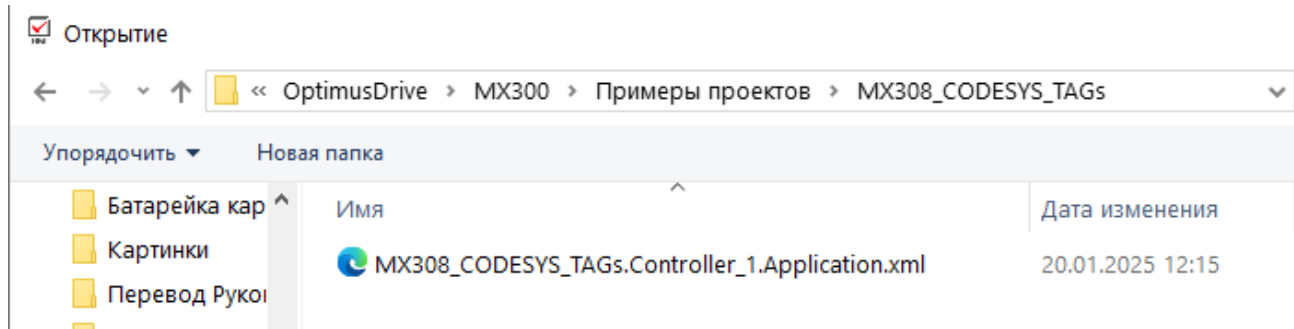 Открытие
« OptimusDrive › MX300 › Примеры проектов › MX308_CODESYS_TAGs
Упорядочить Новая папка
Имя Дата изменения
Батарейка кар
Картинки
MX308_CODESYS_TAGs.Controller_1.Application.xml 20.01.2025 12:15
Перевод Руко